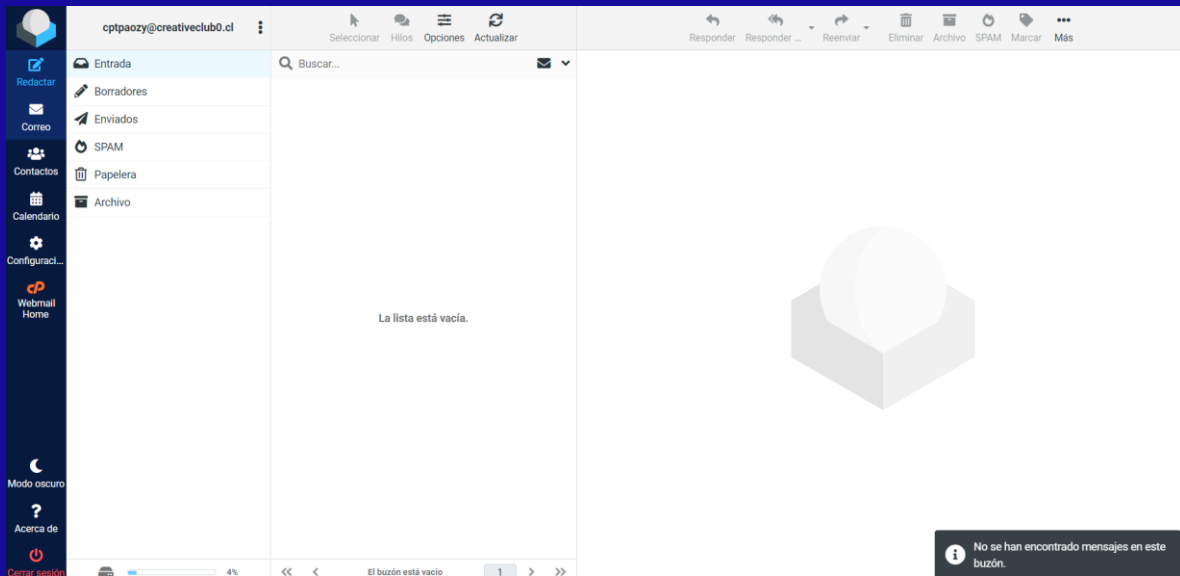 cptpaozy@creativeclub0.cl
Seleccionar Hilos Opciones Actualizar
Responder Responder ... Reenviar Eliminar Archivo SPAM Marcar Más
Redactar
Correo
Contactos
Calendario
Configuraci...
cP
Webmail
Home
Modo oscuro
Acerca de
Cerrar sesión
Entrada
Borradores
Enviados
SPAM
Papelera
Archivo
4%
Buscar...
La lista está vacía.
El buzón está vacío 1
No se han encontrado mensajes en este
buzón.